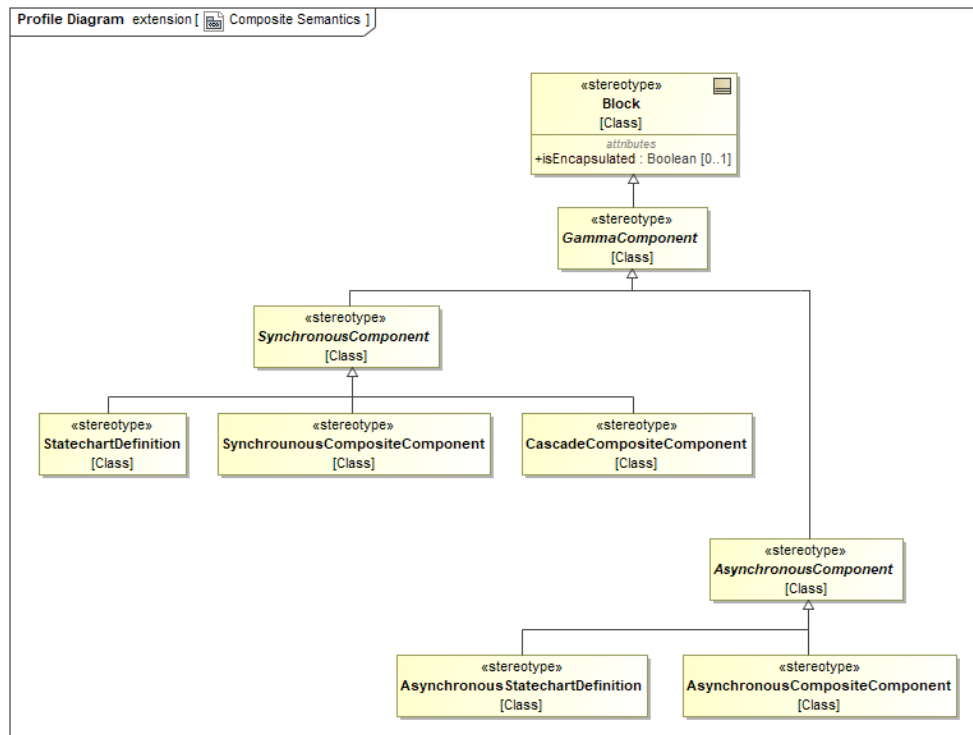 Profile Diagram extension [ Composite Semantics ]
«stereotype»
Block
[Class]
attributes
+isEncapsulated : Boolean [0..1]
«stereotype»
GammaComponent
[Class]
«stereotype»
SynchronousComponent
[Class]
«stereotype»
StatechartDefinition
[Class]
«stereotype»
SynchrounousCompositeComponent
[Class]
«stereotype»
CascadeCompositeComponent
[Class]
«stereotype»
AsynchronousComponent
[Class]
«stereotype»
AsynchronousStatechartDefinition
[Class]
«stereotype»
AsynchronousCompositeComponent
[Class]